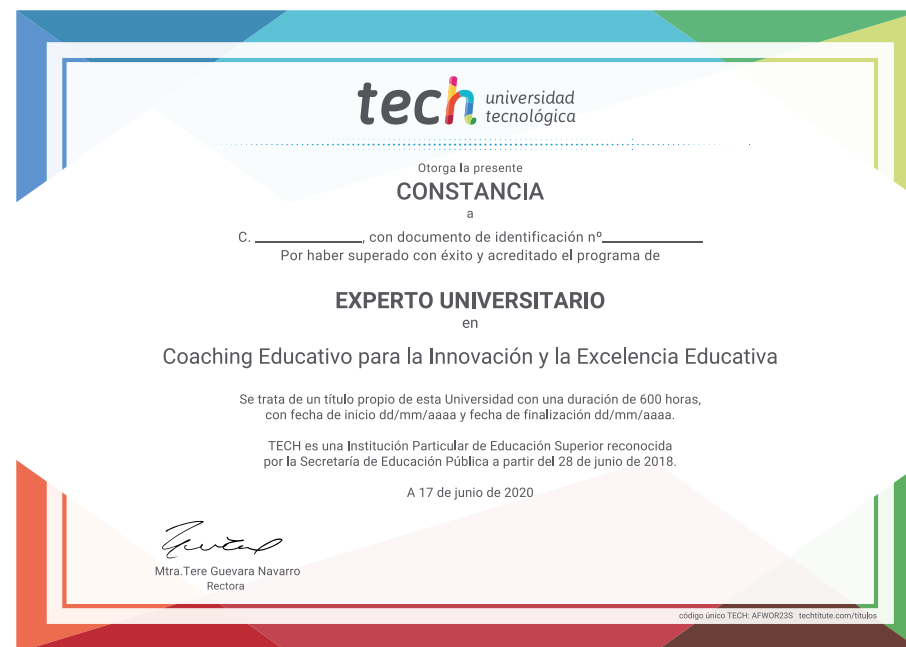 tech universidad
tecnológica
Otorga la presente
CONSTANCIA
a
C. ____________, con documento de identificación nº____________
Por haber superado con éxito y acreditado el programa de
EXPERTO UNIVERSITARIO
en
Coaching Educativo para la Innovación y la Excelencia Educativa
Se trata de un título propio de esta Universidad con una duración de 600 horas,
con fecha de inicio dd/mm/aaaa y fecha de finalización dd/mm/aaaa.
TECH es una Institución Particular de Educación Superior reconocida
por la Secretaría de Educación Pública a partir del 28 de junio de 2018.
A 17 de junio de 2020
Mtra.Tere Guevara Navarro
Rectora
código único TECH: AFWOR23S techtitute.com/titulos